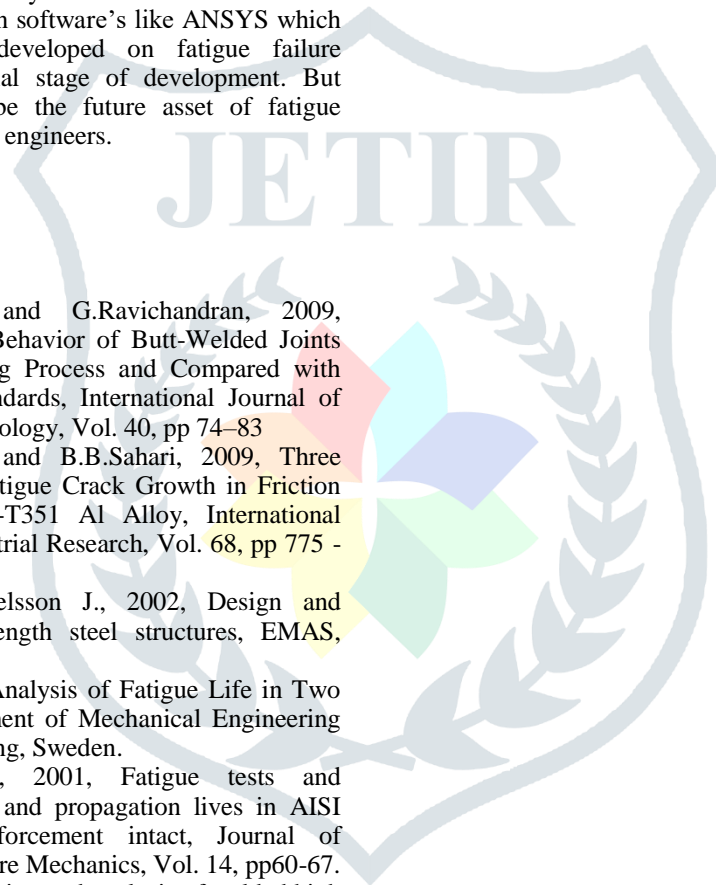 n software's like ANSYS which
developed on fatigue failure
al stage of development. But
be the future asset of fatigue
engineers.
JETIR
and G.Ravichandran, 2009,
Behavior of Butt-Welded Joints
g Process and Compared with
ndards, International Journal of
ology, Vol. 40, pp 74–83
and B.B.Sahari, 2009, Three
atigue Crack Growth in Friction
-T351 Al Alloy, International
trial Research, Vol. 68, pp 775 -
elsson J., 2002, Design and
ength steel structures, EMAS,
Analysis of Fatigue Life in Two
ment of Mechanical Engineering
ng, Sweden.
, 2001, Fatigue tests and
and propagation lives in AISI
nforcement intact, Journal of
re Mechanics, Vol. 14, pp60-67.